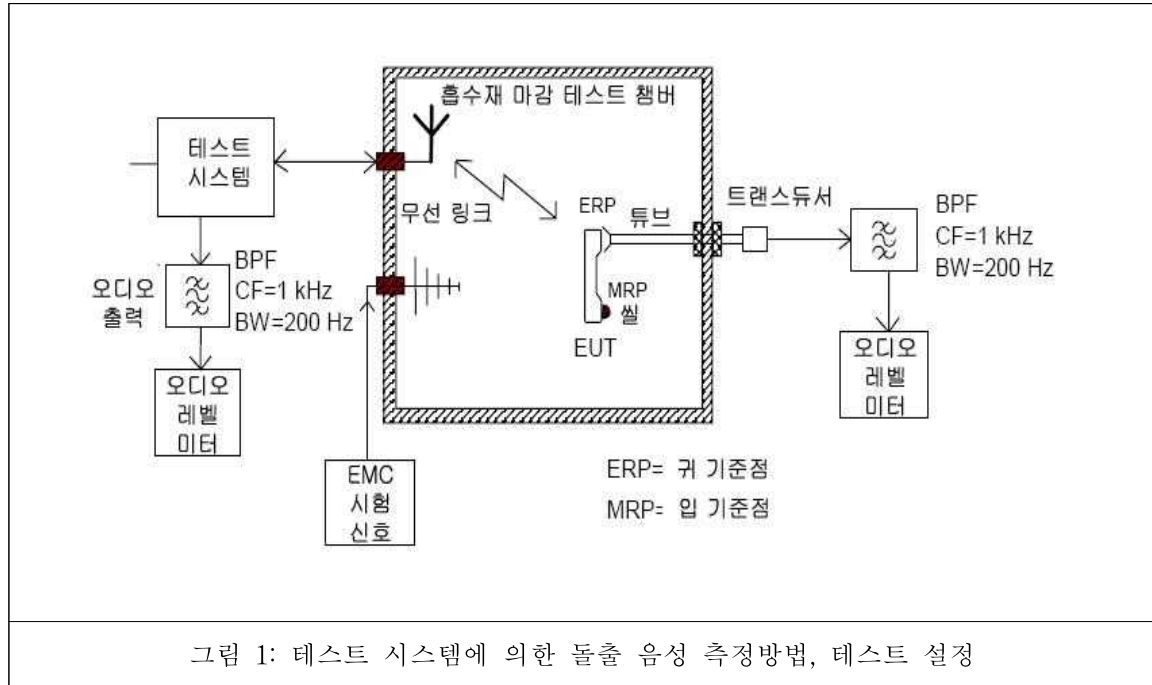 흡수재 마감 테스트 챔버
테스트
시스템
무선 링크
ERP
튜브
트랜스듀서
BPF
CF=1 kHz
BW=200 Hz
BPF
CF=1 kHz
BW=200 Hz
오디오
출력
MRP
씰
EUT
오디오
레벨
미터
오디오
레벨
미터
EMC
시험
신호
ERP= 귀 기준점
MRP= 입 기준점
그림 1: 테스트 시스템에 의한 돌출 음성 측정방법, 테스트 설정